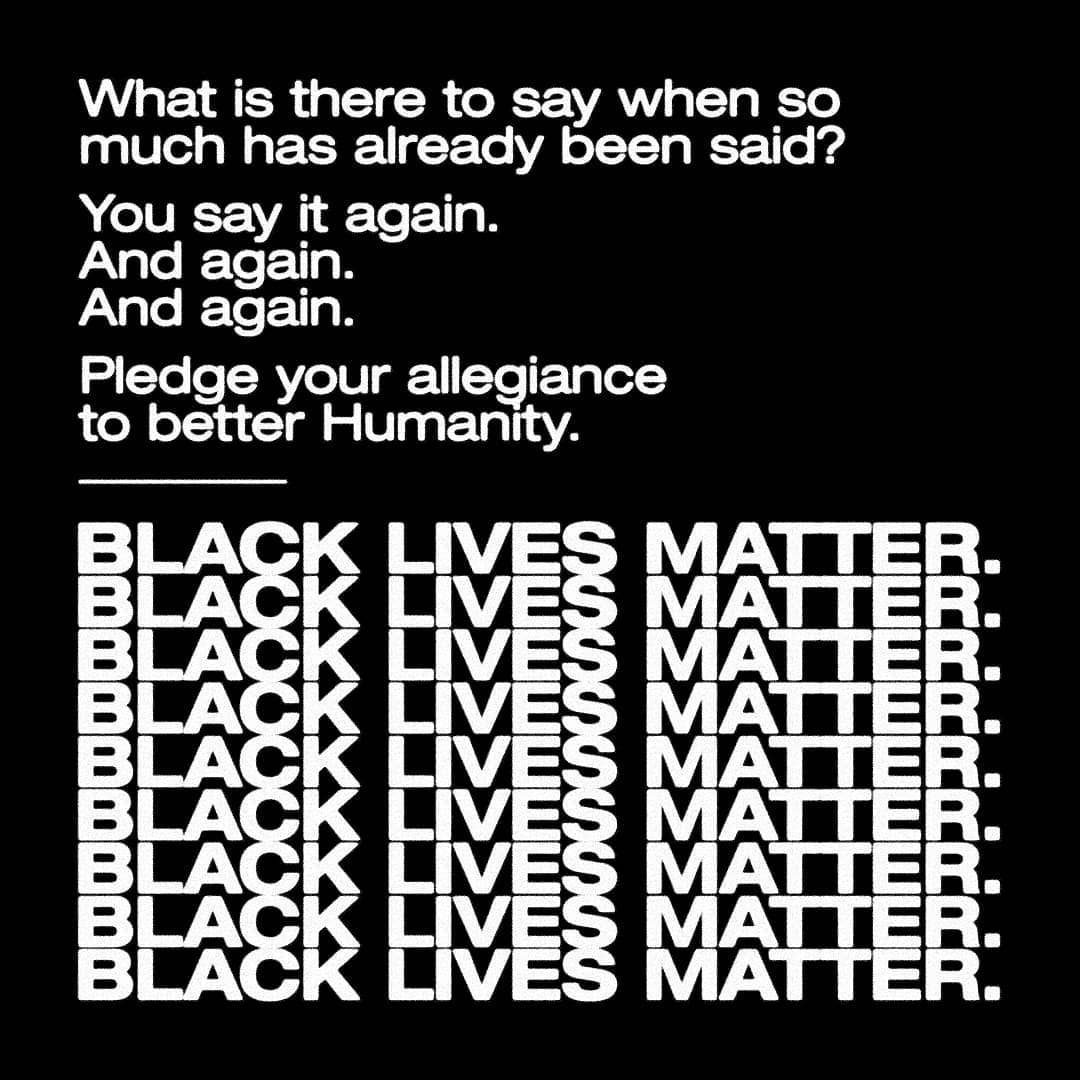 What is there to say when so
much has already been said?
You say it again.
And again.
And again.
Pledge your allegiance
to better Humanity.
BLACK LIVES MATTER.
BLACK LIVES MATTER.
BLACK LIVES MATTER.
BLACK LIVES MATTER.
BLACK LIVES MATTER.
BLACK LIVES MATTER.
BLACK LIVES MATTER.
BLACK LIVES MATTER.
BLACK LIVES MATTER.